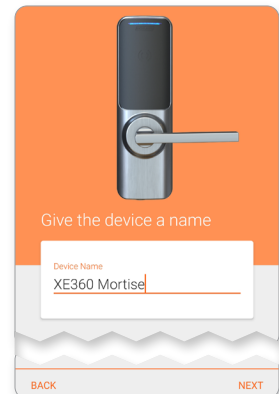 Give the device a name
Device Name
XE360 Mortise
BACK
NEXT